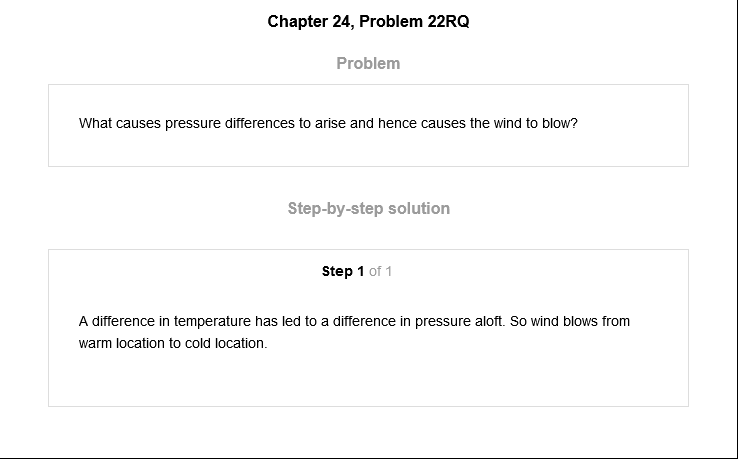 Chapter 24, Problem 22RQ
Problem
What causes pressure differences to arise and hence causes the wind to blow?
Step-by-step solution
Step 1 of 1
A difference in temperature has led to a difference in pressure aloft. So wind blows from
warm location to cold location.